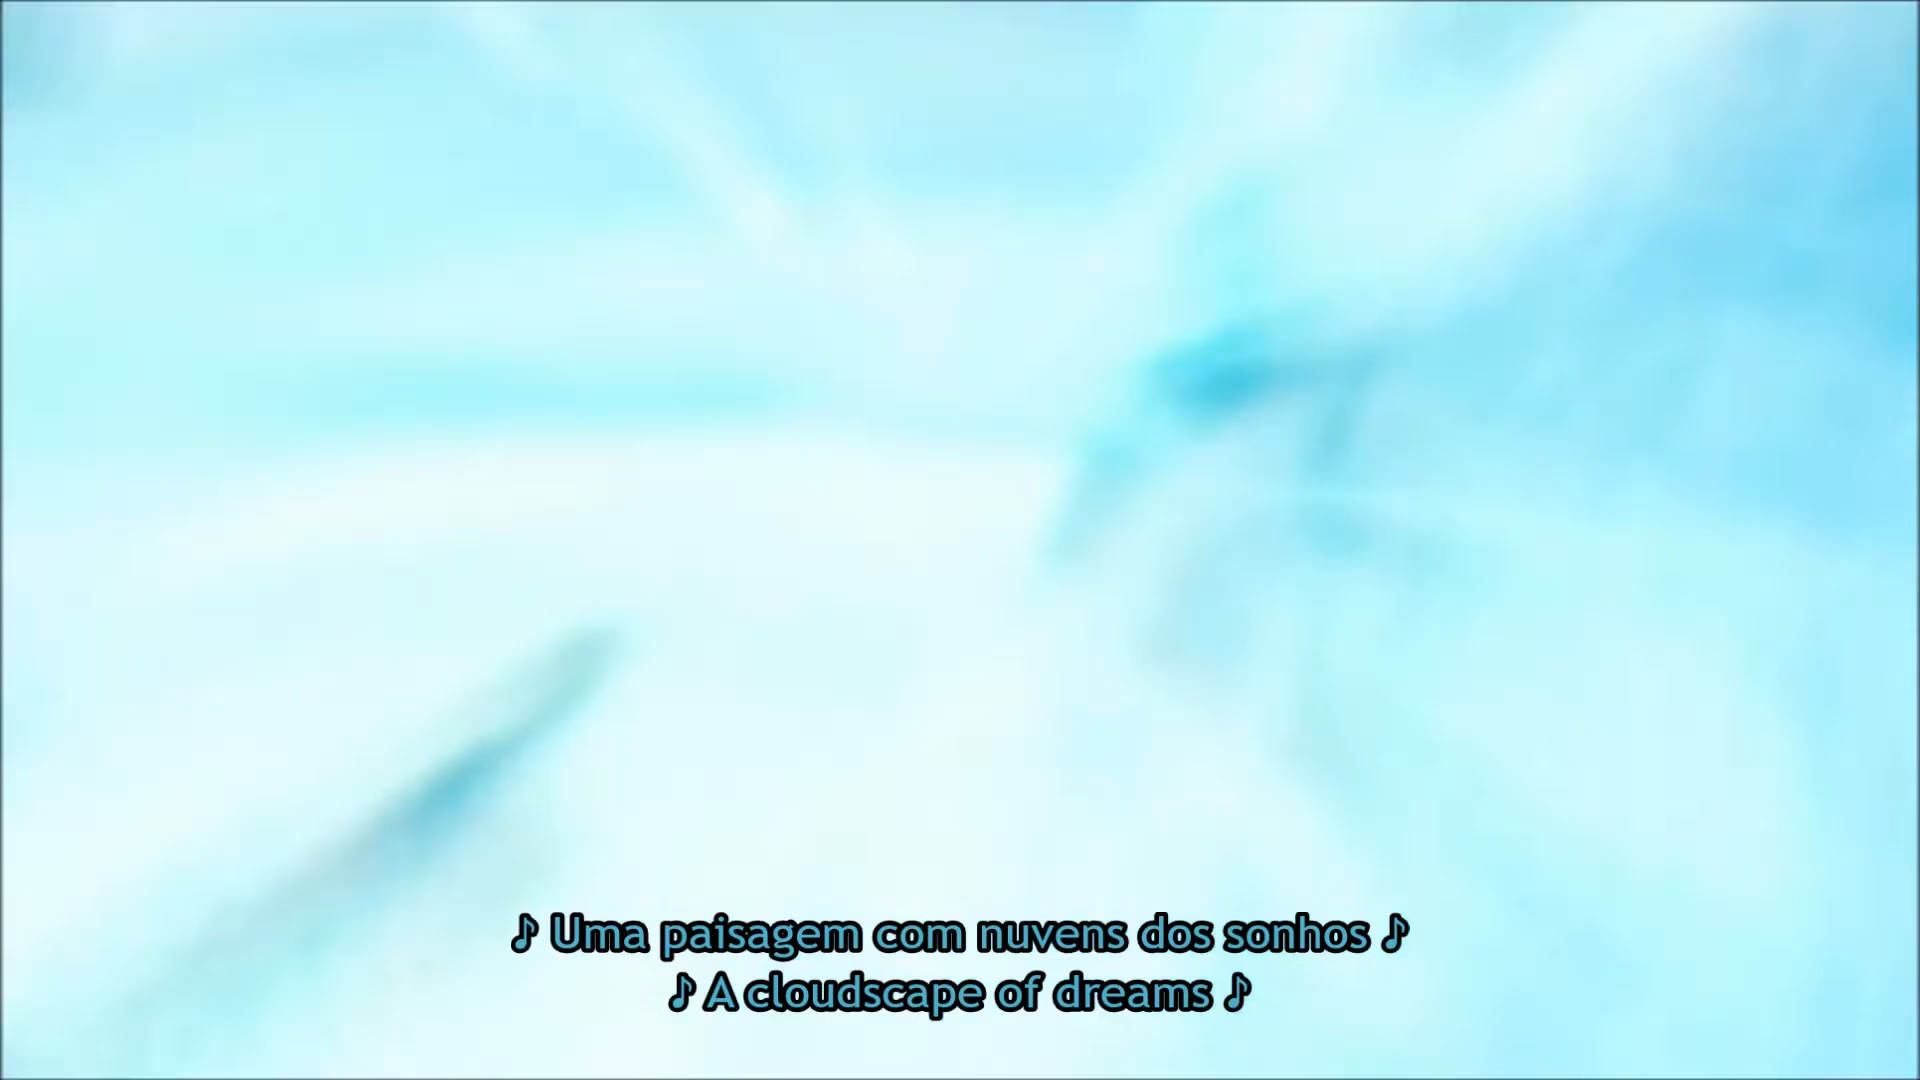 ♪ Uma paisagem com nuvens dos sonhos ♪
♪ A cloudscape of dreams ♪